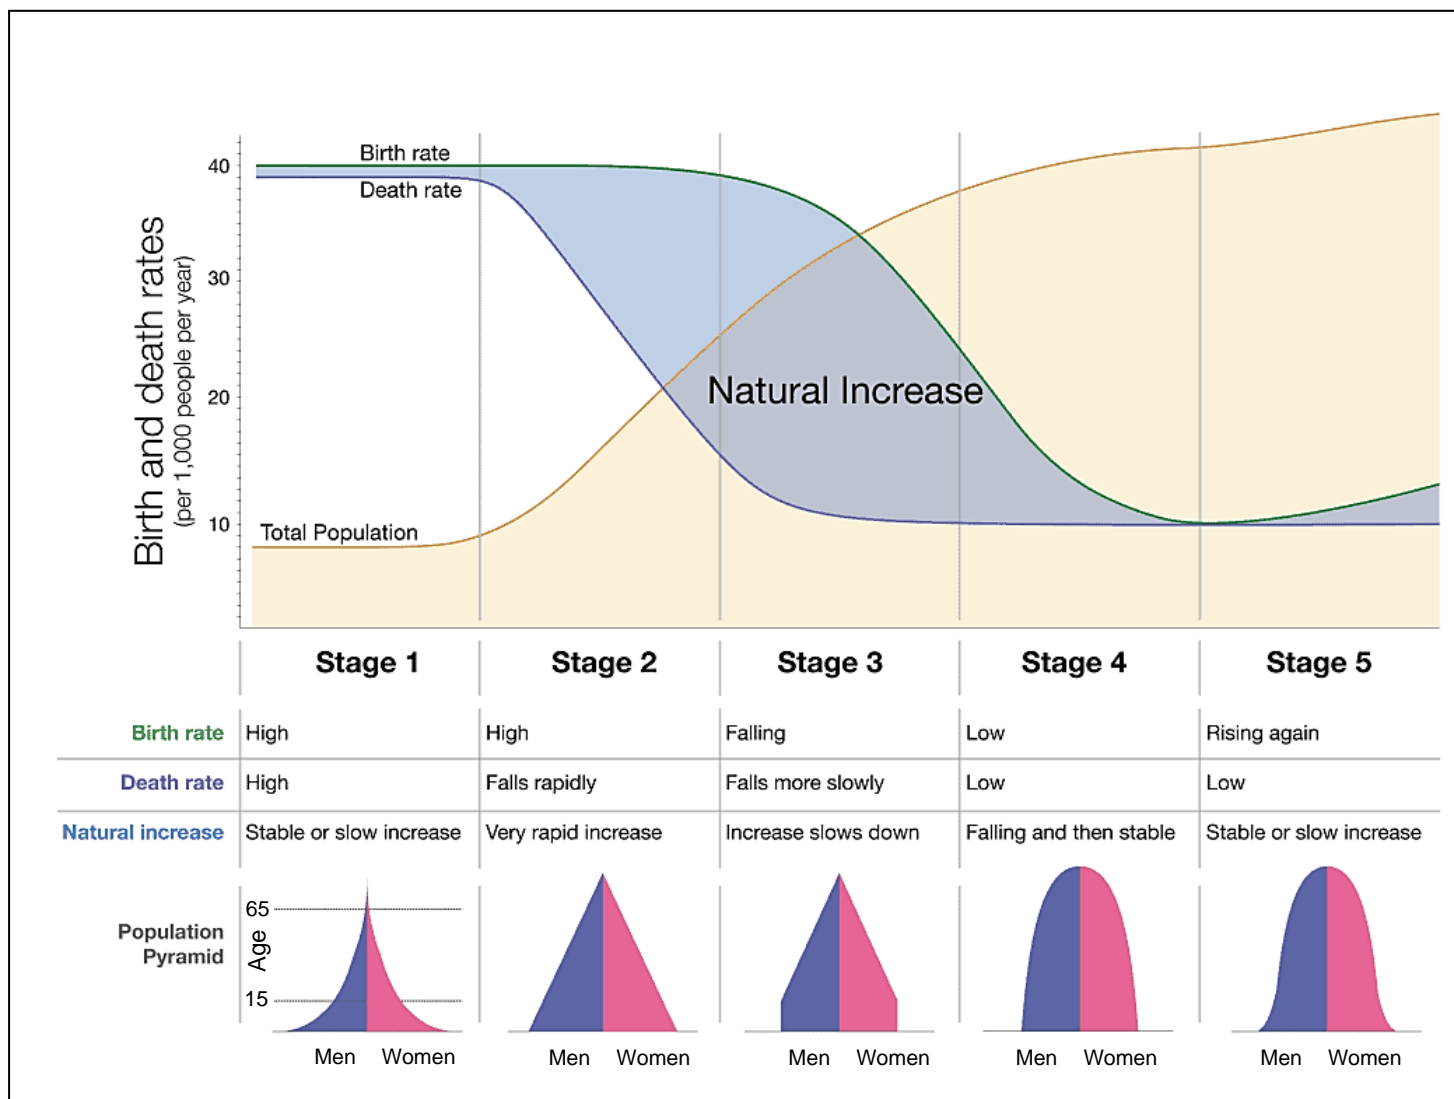 Birth and death rates
(per 1,000 people per year)
40
30
20
10
Birth rate
Death rate
Natural Increase
Total Population
Stage 1 Stage 2 Stage 3 Stage 4 Stage 5
Birth rate High High Falling Low Rising again
Death rate High Falls rapidly Falls more slowly Low Low
Natural increase Stable or slow increase Very rapid increase Increase slows down Falling and then stable Stable or slow increase
Population
Pyramid
65
Age
15
Men Women Men Women Men Women Men Women Men Women